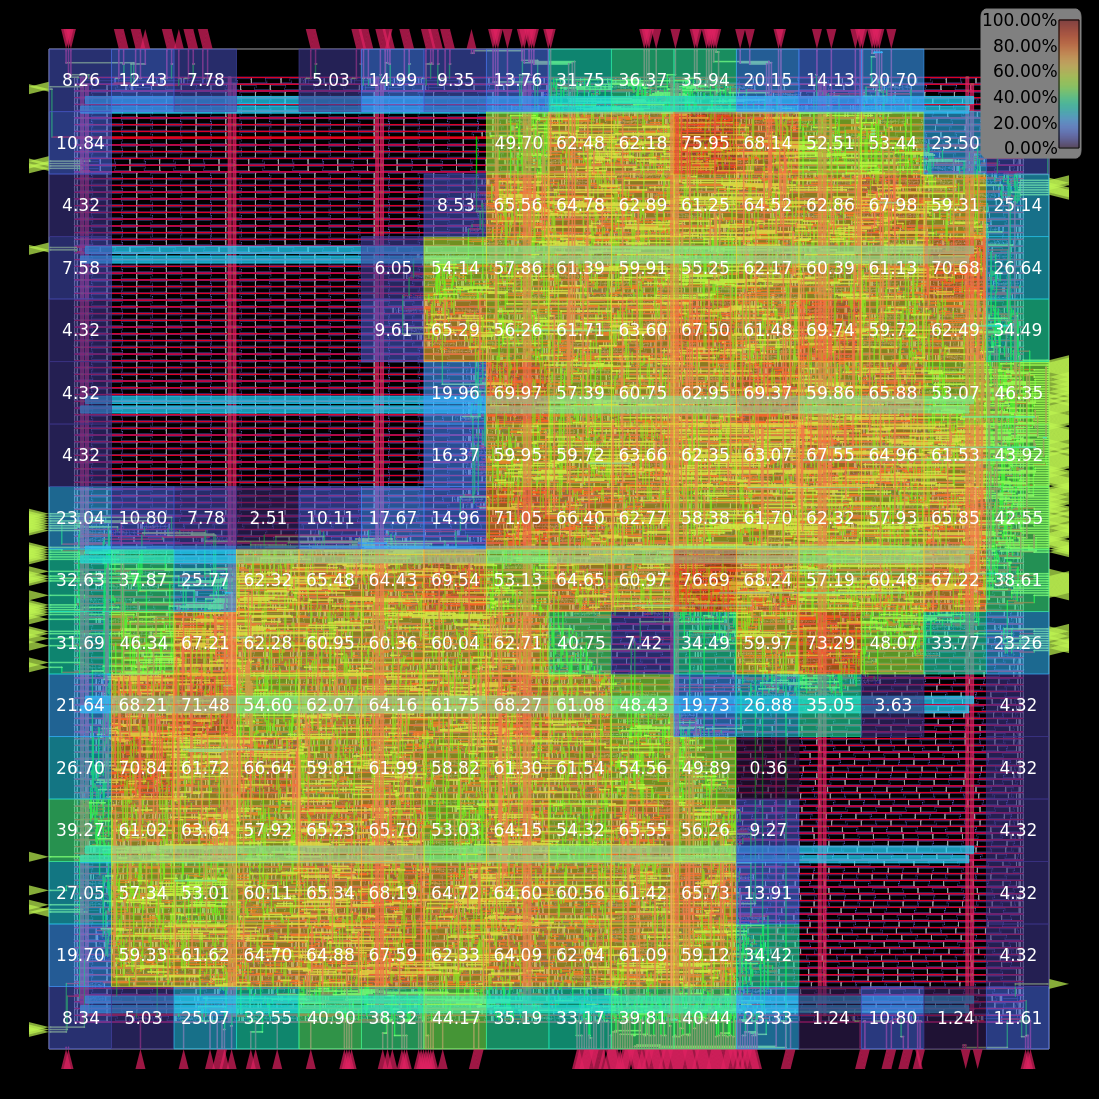 100.00%
80.00%
60.00%
40.00%
20.00%
0.00%
8.26 12.43 7.78 5.03 14.99 9.35 13.76 31.75 36.37 35.94 20.15 14.13 20.70
10.84 49.70 62.48 62.18 75.95 68.14 52.51 53.44 23.50
4.32 8.53 65.56 64.78 62.89 61.25 64.52 62.86 67.98 59.31 25.14
7.58 6.05 54.14 57.86 61.39 59.91 55.25 62.17 60.39 61.13 70.68 26.64
4.32 9.61 65.29 56.26 61.71 63.60 67.50 61.48 69.74 59.72 62.49 34.49
4.32 19.96 69.97 57.39 60.75 62.95 69.37 59.86 65.88 53.07 46.35
4.32 16.37 59.95 59.72 63.66 62.35 63.07 67.55 64.96 61.53 43.92
23.04 10.80 7.78 2.51 10.11 17.67 14.96 71.05 66.40 62.77 58.38 61.70 62.32 57.93 65.85 42.55
32.63 37.87 25.77 62.32 65.48 64.43 69.54 53.13 64.65 60.97 76.69 68.24 57.19 60.48 67.22 38.61
31.69 46.34 67.21 62.28 60.95 60.36 60.04 62.71 40.75 7.42 34.49 59.97 73.29 48.07 33.77 23.26
21.64 68.21 71.48 54.60 62.07 64.16 61.75 68.27 61.08 48.43 19.73 26.88 35.05 3.63 4.32
26.70 70.84 61.72 66.64 59.81 61.99 58.82 61.30 61.54 54.56 49.89 0.36 4.32
39.27 61.02 63.64 57.92 65.23 65.70 53.03 64.15 54.32 65.55 56.26 9.27 4.32
27.05 57.34 53.01 60.11 65.34 68.19 64.72 64.60 60.56 61.42 65.73 13.91 4.32
19.70 59.33 61.62 64.70 64.88 67.59 62.33 64.09 62.04 61.09 59.12 34.42 4.32
8.34 5.03 25.07 32.55 40.90 38.32 44.17 35.19 33.17 39.81 40.44 23.33 1.24 10.80 1.24 11.61